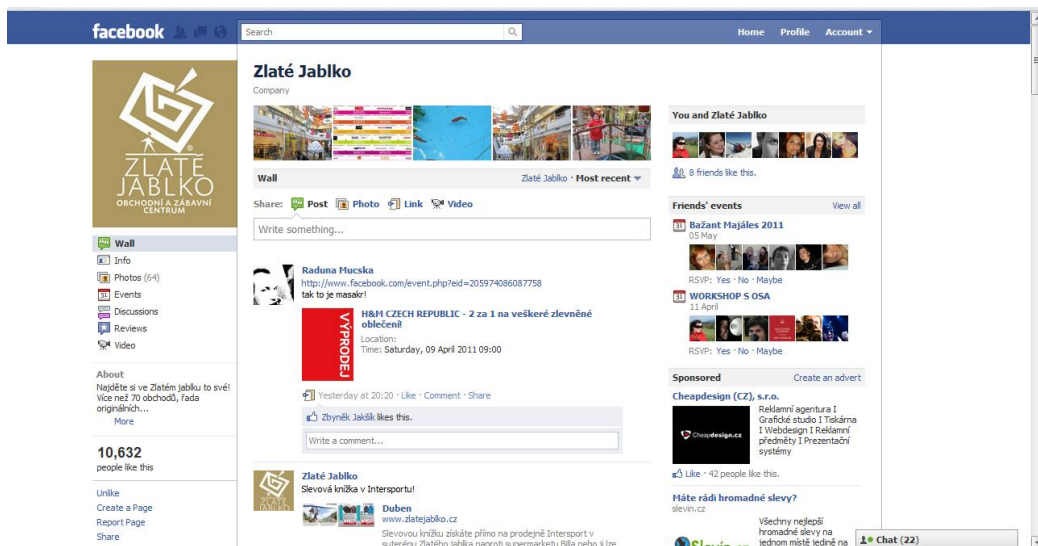 facebook
Search
Home Profile Account
ZLATÉ
JABLKO
OBCHODNÍ A ZÁBAVNÍ
CENTRUM
Wall
Info
Photos (64)
Events
Discussions
Reviews
Video
About
Najděte si ve Zlatém jablku to své!
Více než 70 obchodů, řada
originálních...
More
10,632
people like this
Unlike
Create a Page
Report Page
Share
Zlaté Jablko
Company
Wall
Zlaté Jablko · Most recent
Share: Post Photo Link Video
Write something...
Raduna Mucska
http://www.facebook.com/event.php?eid=205974086087758
tak to je masakr!
VÝPRODEJ
H&M CZECH REPUBLIC - 2 za 1 na veškeré zlevněné
oblečení!
Location:
Time: Saturday, 09 April 2011 09:00
Yesterday at 20:20 · Like · Comment · Share
Zbyněk Jakšík likes this.
Write a comment...
ZLATÉ
JABLKO
Zlaté Jablko
Slevová knížka v Intersportu!
Duben
www.zlatejablko.cz
Slevovou knížku získáte přímo na prodejně Intersport v
suterénu Zlatého jablka naproti supermarketu Billa nebo ji lze
You and Zlaté Jablko
8 friends like this.
Friends' events View all
31
Bažant Majáles 2011
05 May
RSVP: Yes · No · Maybe
31
WORKSHOP S OSA
11 April
RSVP: Yes · No · Maybe
Sponsored Create an advert
Cheapdesign (CZ), s.r.o.
Cheapdesign.cz
Reklamní agentura I
Grafické studio I Tiskárna
I Webdesign I Reklamní
předměty I Prezentační
systémy
Like · 42 people like this.
Máte rádi hromadné slevy?
slevin.cz
Všechny nejlepší
hromadné slevy na
jednom místě jedině na
Chat (22)